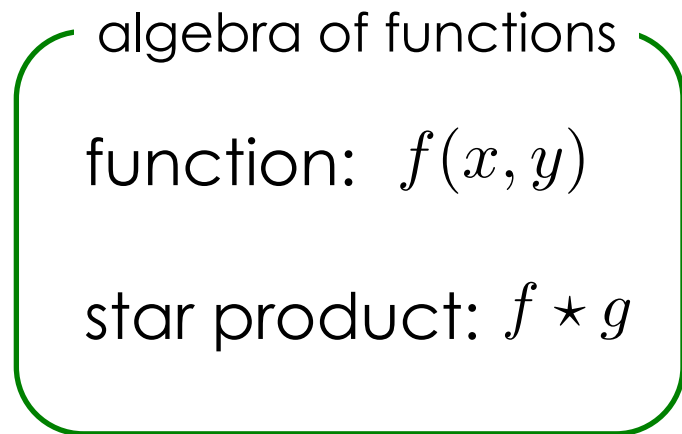 algebra of functions
function: f(x, y)
star product: f ⋆ g